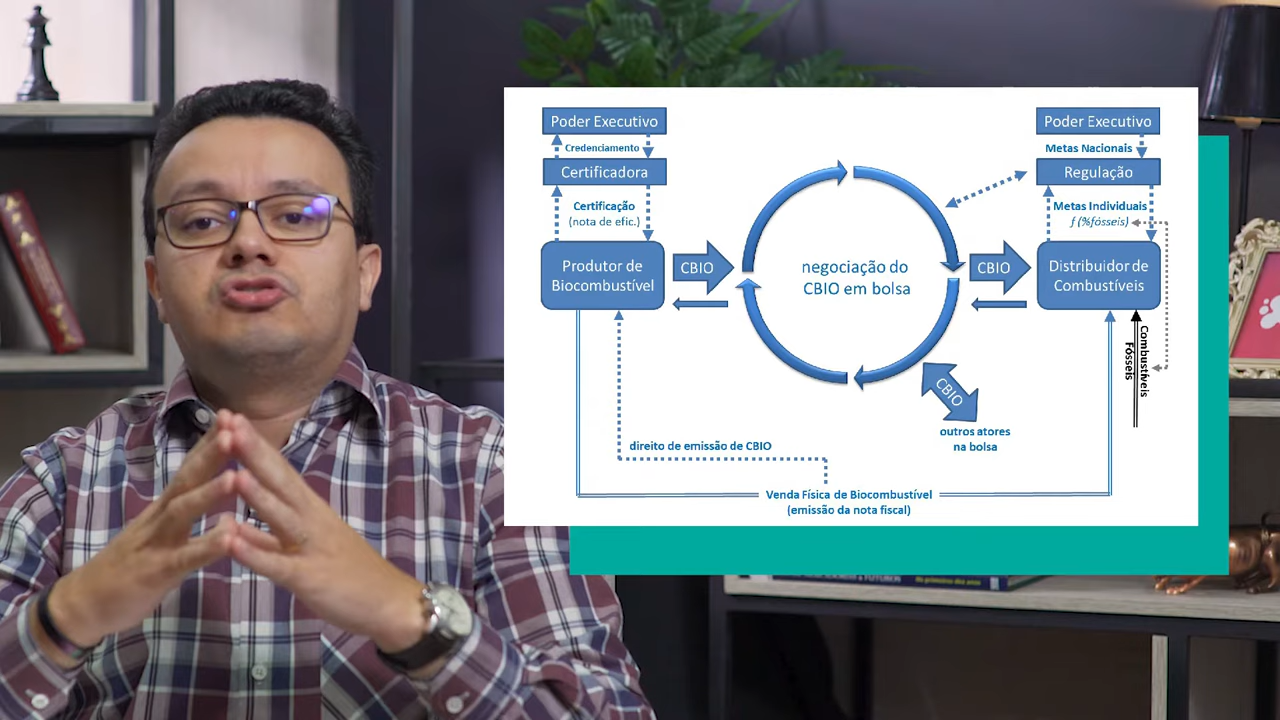 Poder Executivo
Credenciamento
Certificadora
Certificação
(nota de efic.)
Produtor de
Biocombustível
CBIO
negociação do
CBIO em bolsa
CBIO
Poder Executivo
Metas Nacionais
Regulação
Metas Individuais
f (%fósseis)
Distribuidor de
Combustíveis
Combustíveis
Fósseis
CBIO
outros atores
na bolsa
direito de emissão de CBIO
Venda Física de Biocombustível
(emissão da nota fiscal)